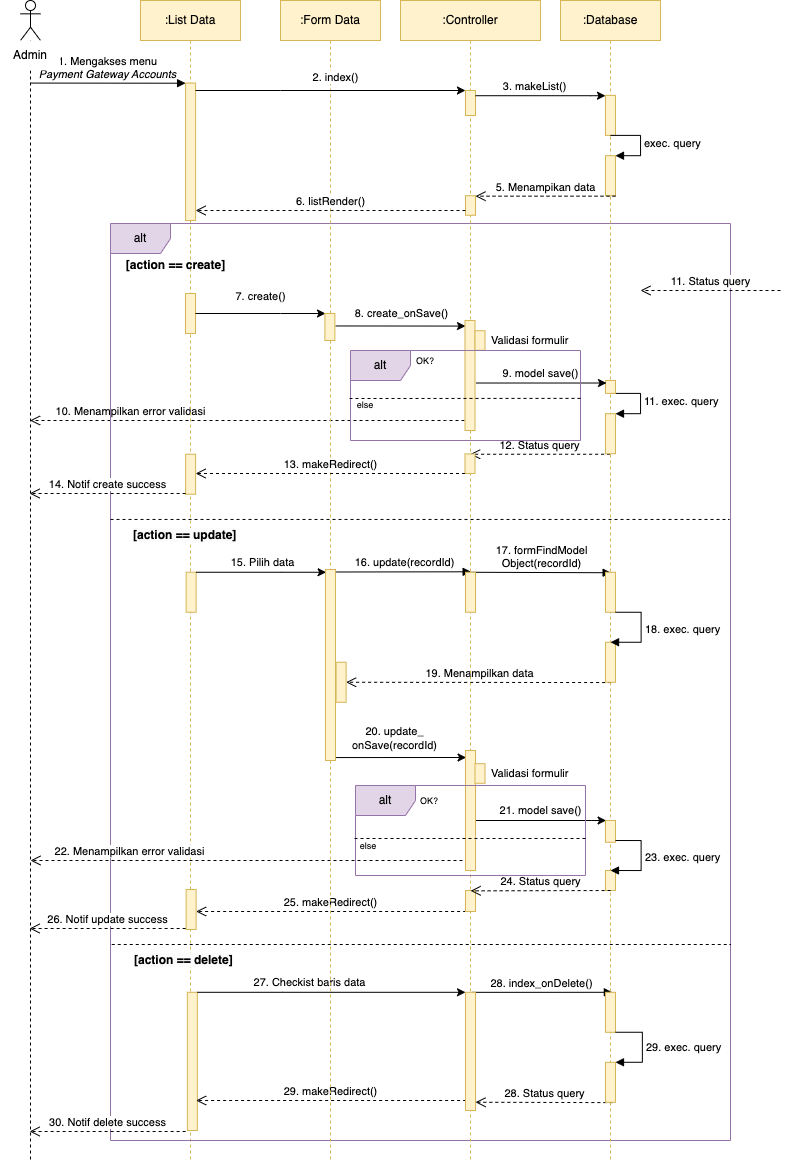 :List Data
:Form Data
:Controller
:Database
Admin
1. Mengakses menu
Payment Gateway Accounts
2. index()
3. makeList()
exec. query
5. Menampikan data
6. listRender()
alt
[action == create]
11. Status query
7. create()
8. create_onSave()
Validasi formulir
alt
OK?
9. model save()
else
11. exec. query
10. Menampilkan error validasi
12. Status query
13. makeRedirect()
14. Notif create success
[action == update]
15. Pilih data
16. update(recordId)
17. formFindModel
Object(recordId)
18. exec. query
19. Menampilkan data
20. update_
onSave(recordId)
Validasi formulir
alt
OK?
21. model save()
else
22. Menampilkan error validasi
23. exec. query
24. Status query
25. makeRedirect()
26. Notif update success
[action == delete]
27. Checkist baris data
28. index_onDelete()
29. exec. query
29. makeRedirect()
28. Status query
30. Notif delete success